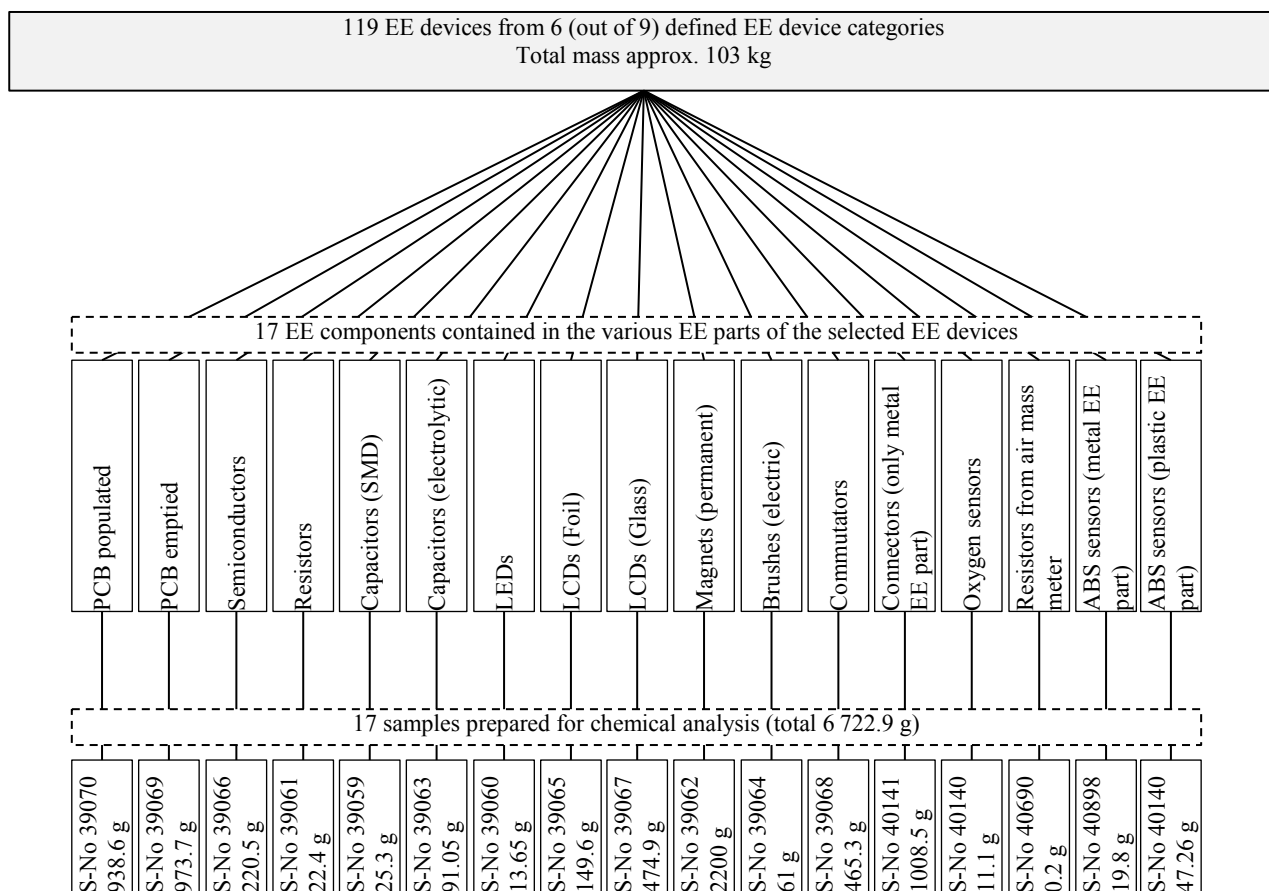 119 EE devices from 6 (out of 9) defined EE device categories
Total mass approx. 103 kg
17 EE components contained in the various EE parts of the selected EE devices
PCB populated
PCB emptied
Semiconductors
Resistors
Capacitors (SMD)
Capacitors (electrolytic)
LEDs
LCDs (Foil)
LCDs (Glass)
Magnets (permanent)
Brushes (electric)
Commutators
Connectors (only metal
EE part)
Oxygen sensors
Resistors from air mass
meter
ABS sensors (metal EE
part)
ABS sensors (plastic EE
part)
17 samples prepared for chemical analysis (total 6 722.9 g)
S-No 39070
938.6 g
S-No 39069
973.7 g
S-No 39066
220.5 g
S-No 39061
22.4 g
S-No 39059
25.3 g
S-No 39063
91.05 g
S-No 39060
13.65 g
S-No 39065
149.6 g
S-No 39067
474.9 g
S-No 39062
2200 g
S-No 39064
61 g
S-No 39068
465.3 g
S-No 40141
1008.5 g
S-No 40140
11.1 g
S-No 40690
0.2 g
S-No 40898
19.8 g
S-No 40140
47.26 g